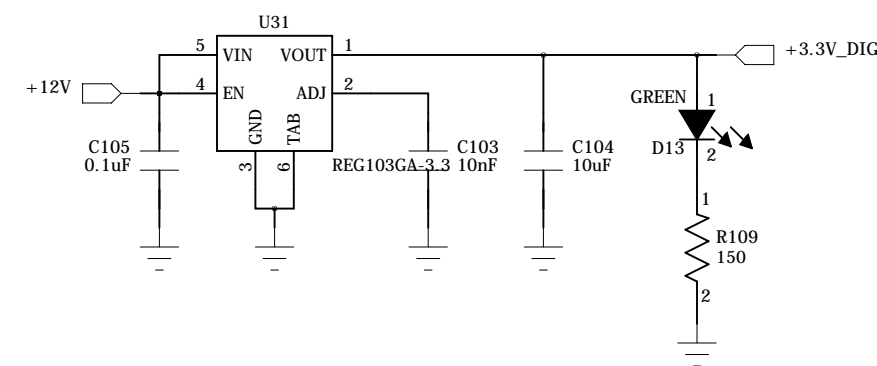 U31
5 VIN VOUT 1
+3.3V_DIG
+12V
4 EN ADJ 2
GREEN 1
GND TAB
C105
0.1uF
3 6
REG103GA-3.3
C103
10nF
C104
10uF
D13 2
1
R109
150
2